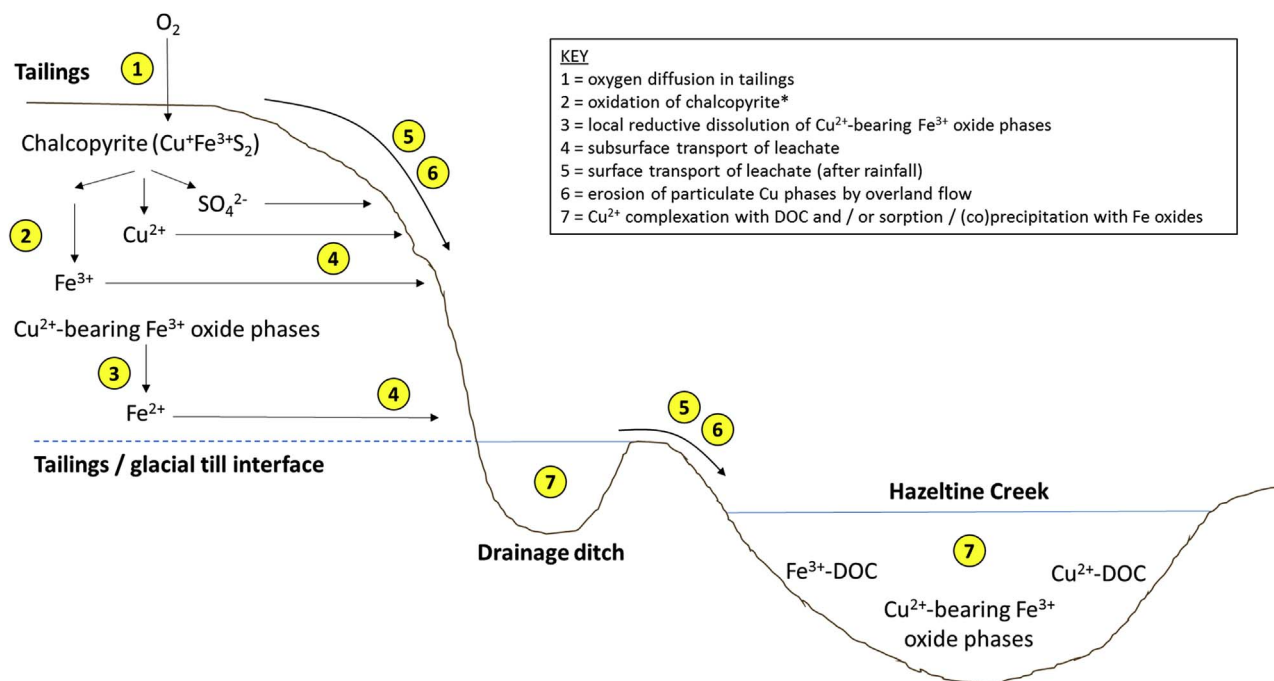 O₂
Tailings
1
KEY
1 = oxygen diffusion in tailings
2 = oxidation of chalcopyrite*
3 = local reductive dissolution of Cu²⁺-bearing Fe³⁺ oxide phases
4 = subsurface transport of leachate
5 = surface transport of leachate (after rainfall)
6 = erosion of particulate Cu phases by overland flow
7 = Cu²⁺ complexation with DOC and / or sorption / (co)precipitation with Fe oxides
Chalcopyrite (Cu⁺Fe³⁺S₂)
5
6
SO₄²⁻
2
Cu²⁺
4
Fe³⁺
Cu²⁺-bearing Fe³⁺ oxide phases
3
4
Fe²⁺
5
6
Tailings / glacial till interface
7
Drainage ditch
Hazeltine Creek
7
Fe³⁺-DOC
Cu²⁺-DOC
Cu²⁺-bearing Fe³⁺
oxide phases